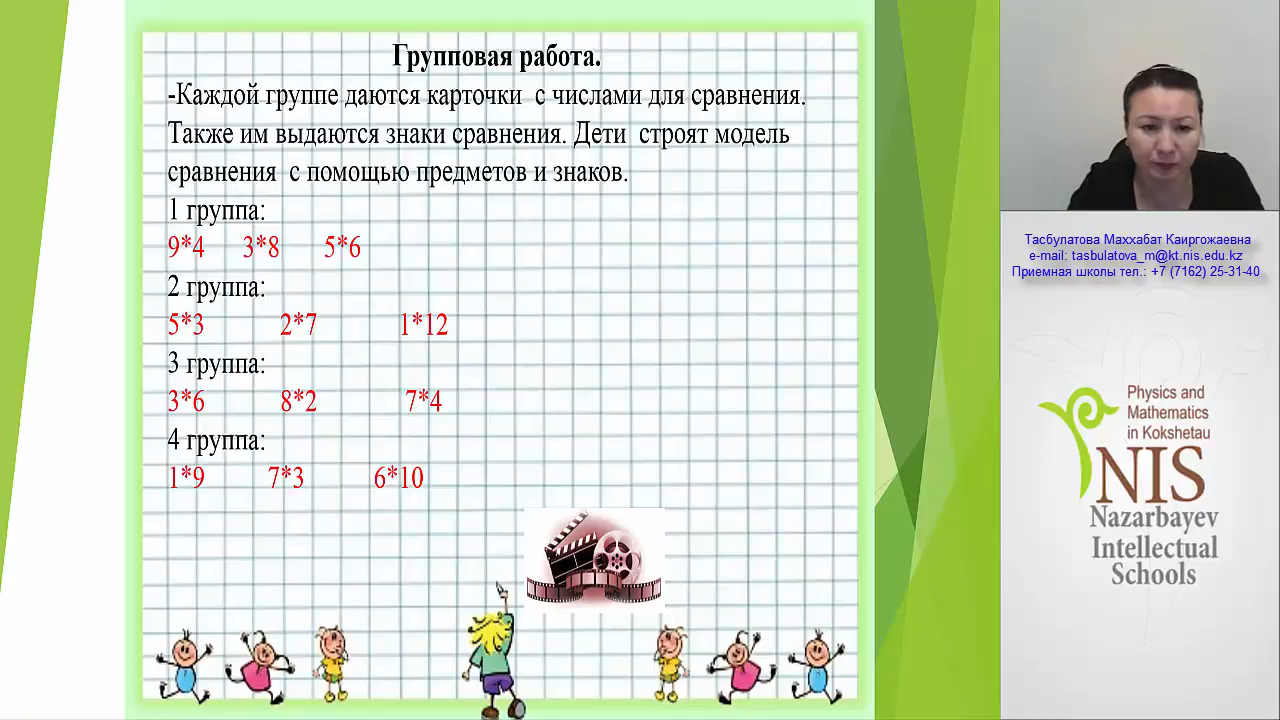 Групповая работа.
-Каждой группе даются карточки с числами для сравнения.
Также им выдаются знаки сравнения. Дети строят модель
сравнения с помощью предметов и знаков.
1 группа:
9*4 3*8 5*6
2 группа:
5*3 2*7 1*12
3 группа:
3*6 8*2 7*4
4 группа:
1*9 7*3 6*10
Тасбулатова Маххабат Каиргожаевна
e-mail: tasbulatova_m@kt.nis.edu.kz
Приемная школы тел.: +7 (7162) 25-31-40
Physics and
Mathematics
in Kokshetau
NIS
Nazarbayev
Intellectual
Schools